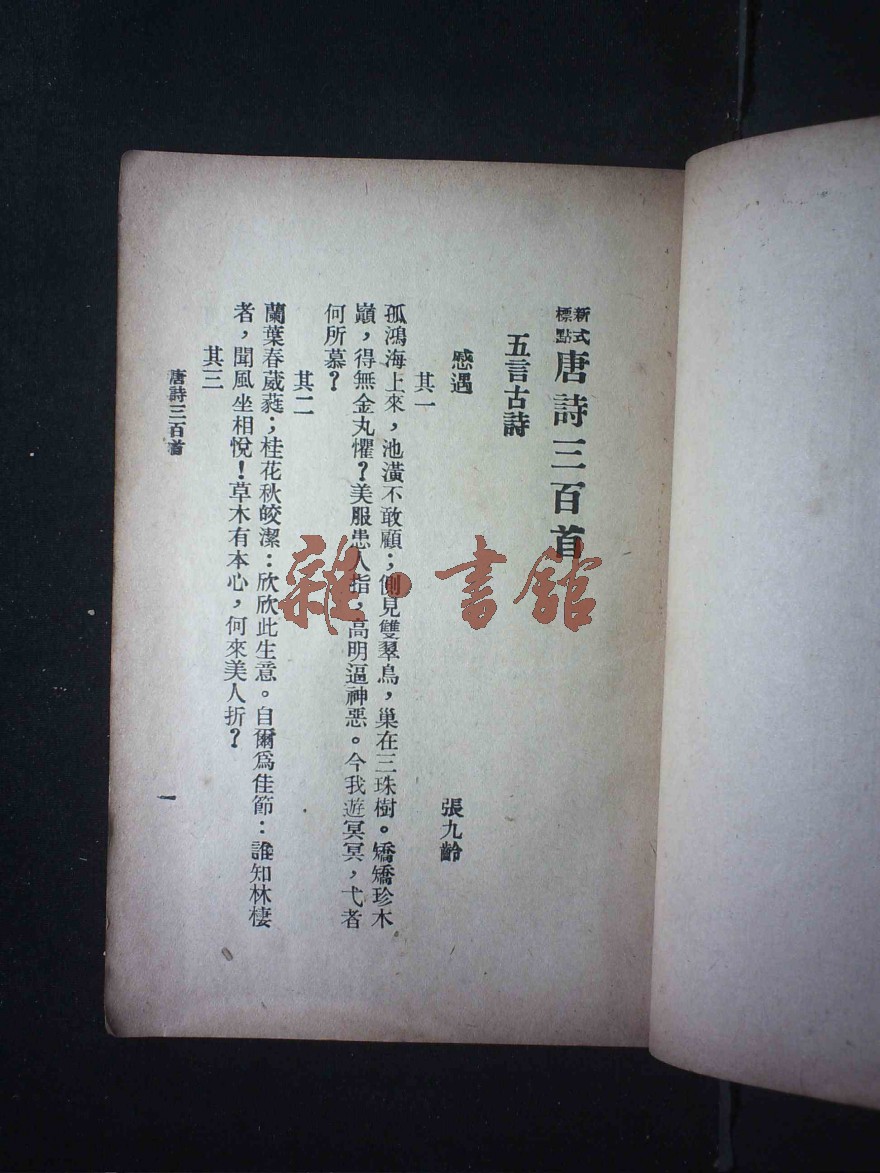 新式標點
唐詩三百首
五言古詩
感遇
張九齡
其一
孤鴻海上來，池潢不敢顧；側見雙翠鳥，巢在三珠樹。矯矯珍木
巔，得無金丸懼？美服患人指，高明逼神惡。今我遊冥冥，弋者
何所慕？
其二
蘭葉春葳蕤；桂花秋皎潔：欣欣此生意。自爾爲佳節：誰知林棲
者，聞風坐相悅！草木有本心，何來美人折？
其三
唐詩三百首
一
雜·書館